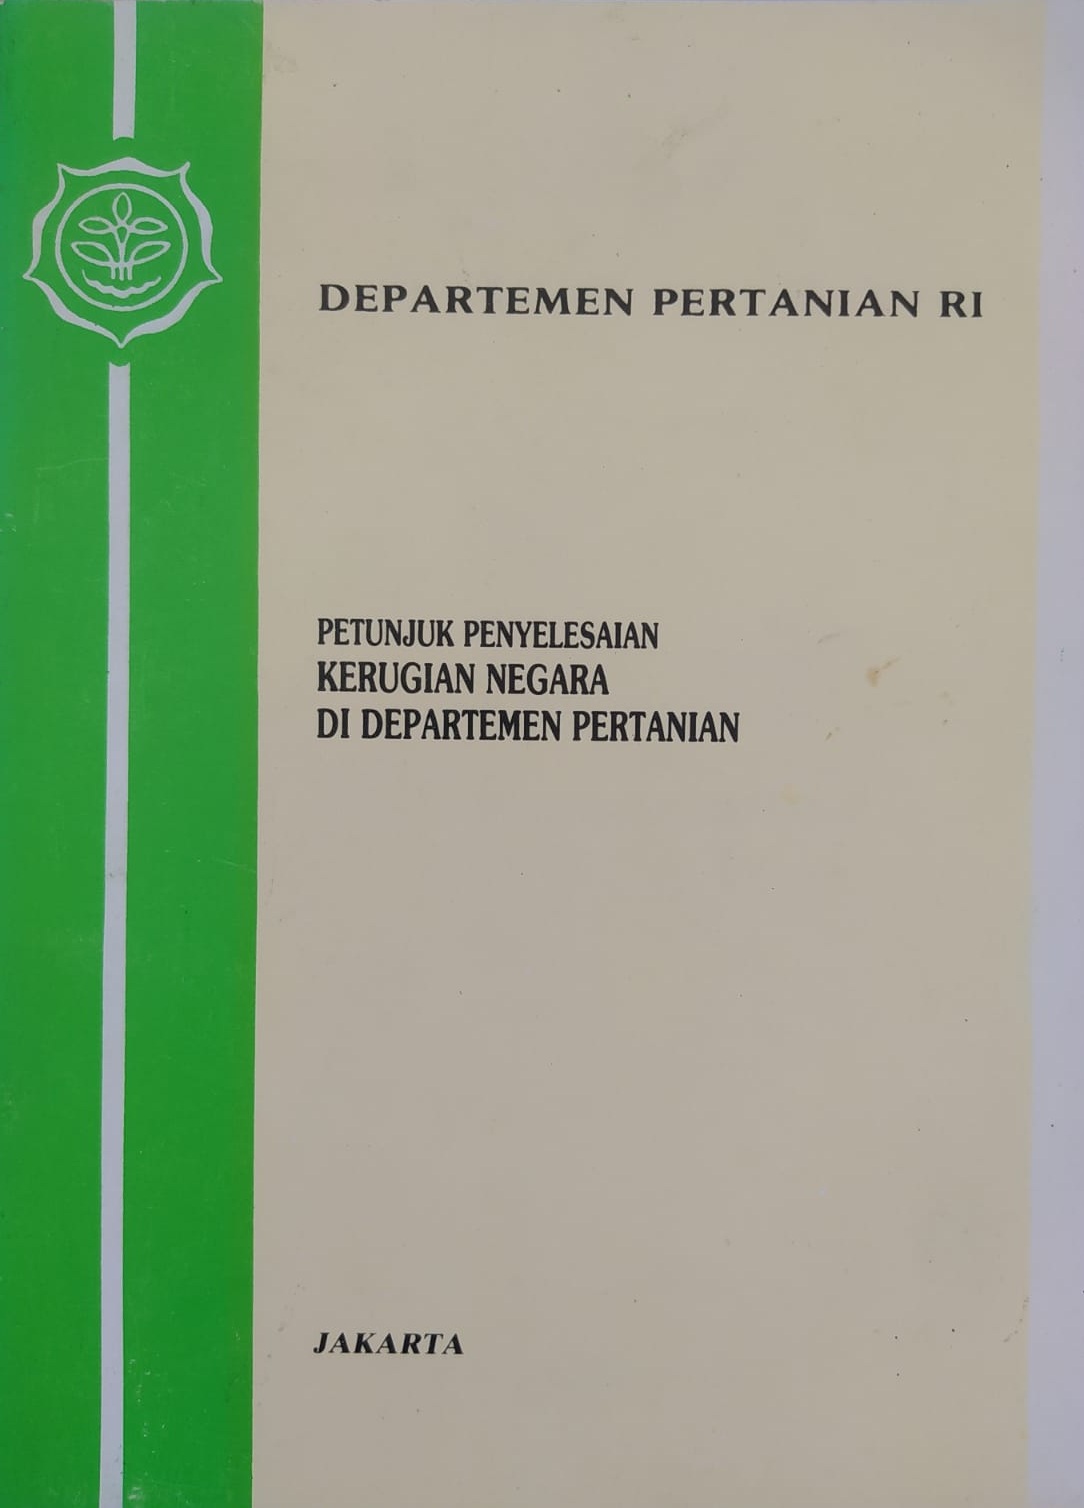 DEPARTEMEN PERTANIAN RI
PETUNJUK PENYELESAIAN
KERUGIAN NEGARA
DI DEPARTEMEN PERTANIAN
JAKARTA